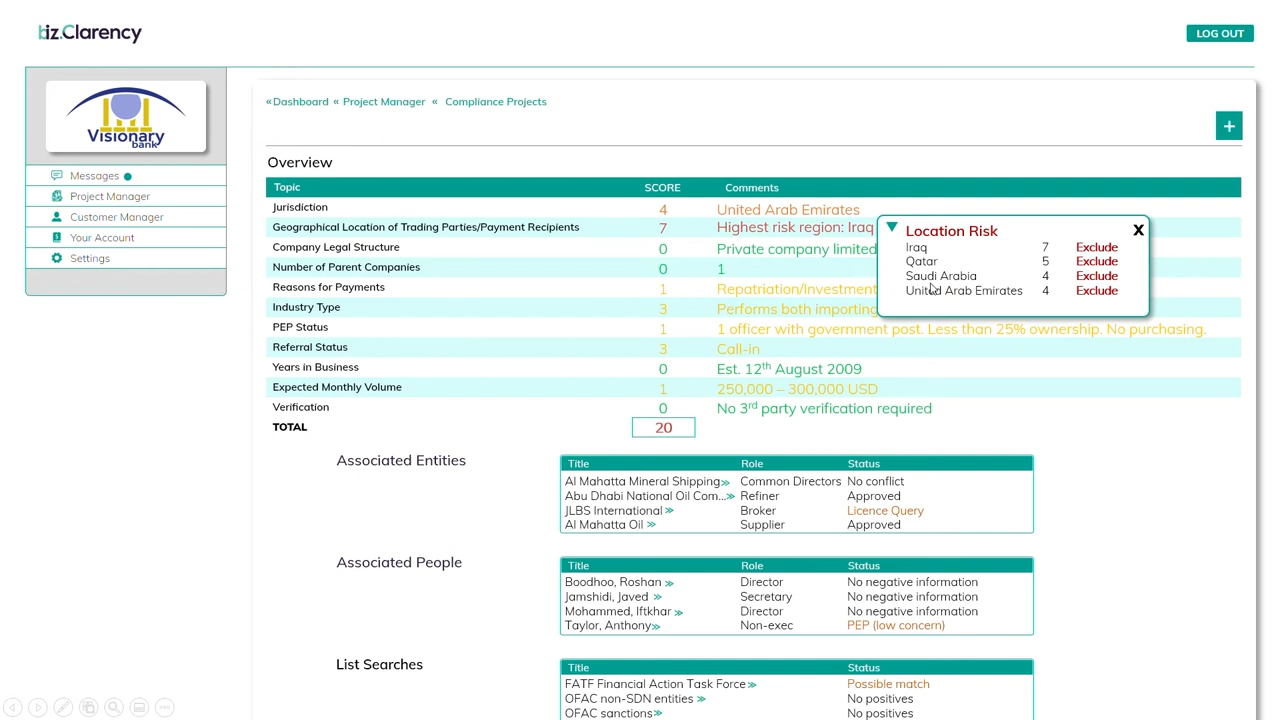 biz.Clarency
LOG OUT
Visionary
bank
Messages
Project Manager
Customer Manager
Your Account
Settings
«Dashboard « Project Manager « Compliance Projects
+
Overview
Topic SCORE Comments
Jurisdiction 4 United Arab Emirates
Geographical Location of Trading Parties/Payment Recipients 7 Highest risk region: Iraq
Company Legal Structure 0 Private company limited
Number of Parent Companies 0 1
Reasons for Payments 1 Repatriation/Investment
Industry Type 3 Performs both importing
PEP Status 1 1 officer with government post. Less than 25% ownership. No purchasing.
Referral Status 3 Call-in
Years in Business 0 Est. 12th August 2009
Expected Monthly Volume 1 250,000 – 300,000 USD
Verification 0 No 3rd party verification required
TOTAL 20
Location Risk X
Iraq 7 Exclude
Qatar 5 Exclude
Saudi Arabia 4 Exclude
United Arab Emirates 4 Exclude
Associated Entities
Title Role Status
Al Mahatta Mineral Shipping» Common Directors No conflict
Abu Dhabi National Oil Com...» Refiner Approved
JLBS International » Broker Licence Query
Al Mahatta Oil » Supplier Approved
Associated People
Title Role Status
Boodhoo, Roshan » Director No negative information
Jamshidi, Javed » Secretary No negative information
Mohammed, Iftkhar » Director No negative information
Taylor, Anthony» Non-exec PEP (low concern)
List Searches
Title Status
FATF Financial Action Task Force » Possible match
OFAC non-SDN entities » No positives
OFAC sanctions» No positives